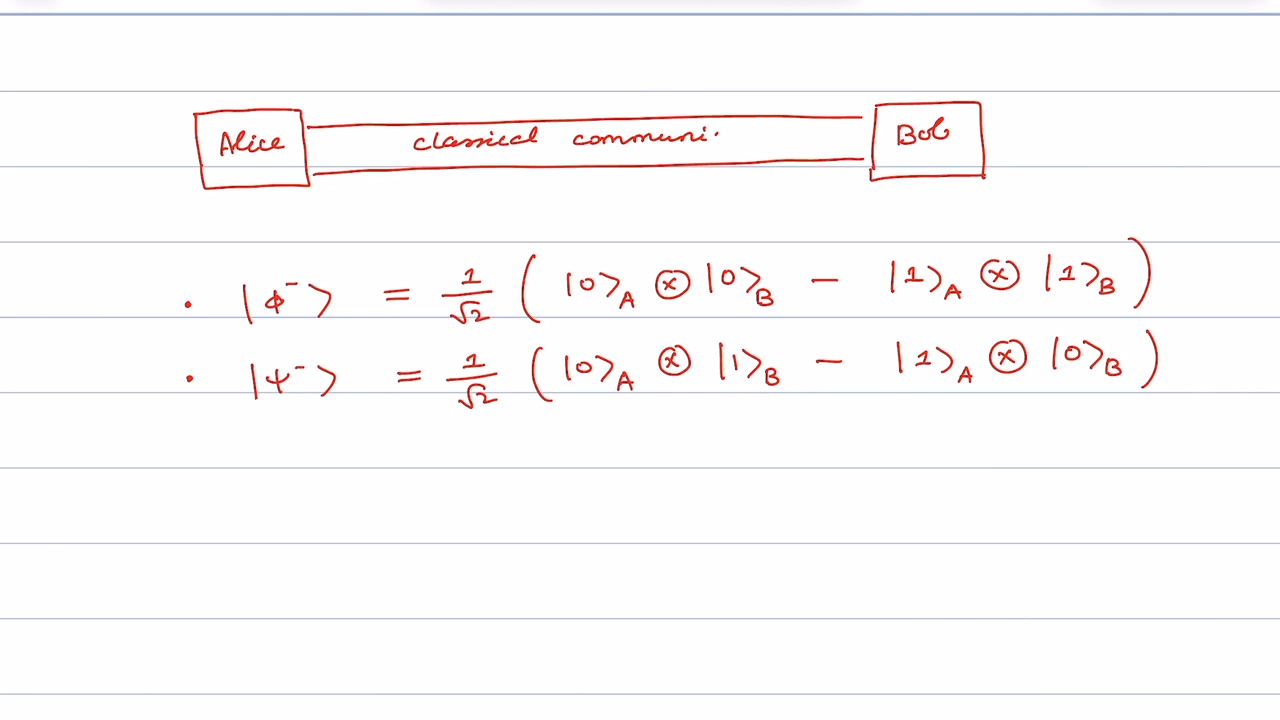 Alice classical communi. Bob
· |ϕ⁻⟩ = 1/√2 ( |0⟩_A ⊗ |0⟩_B − |1⟩_A ⊗ |1⟩_B )
· |ψ⁻⟩ = 1/√2 ( |0⟩_A ⊗ |1⟩_B − |1⟩_A ⊗ |0⟩_B )